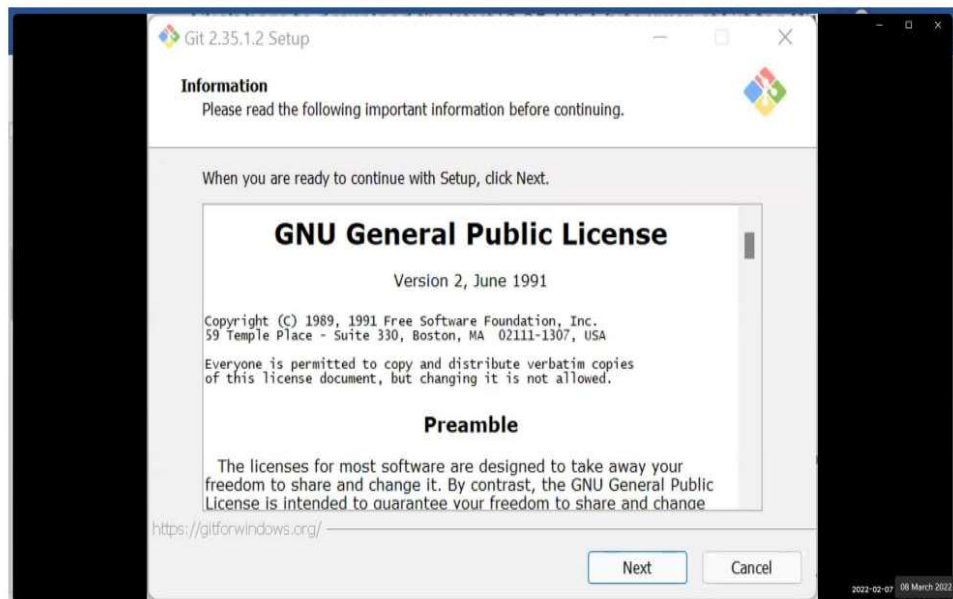 Git 2.35.1.2 Setup
Information
Please read the following important information before continuing.
When you are ready to continue with Setup, click Next.
GNU General Public License
Version 2, June 1991
Copyright (C) 1989, 1991 Free Software Foundation, Inc.
59 Temple Place - Suite 330, Boston, MA 02111-1307, USA
Everyone is permitted to copy and distribute verbatim copies
of this license document, but changing it is not allowed.
Preamble
The licenses for most software are designed to take away your
freedom to share and change it. By contrast, the GNU General Public
License is intended to guarantee your freedom to share and change
https://gitforwindows.org/
Next
Cancel
2022-02-07
08 March 2022